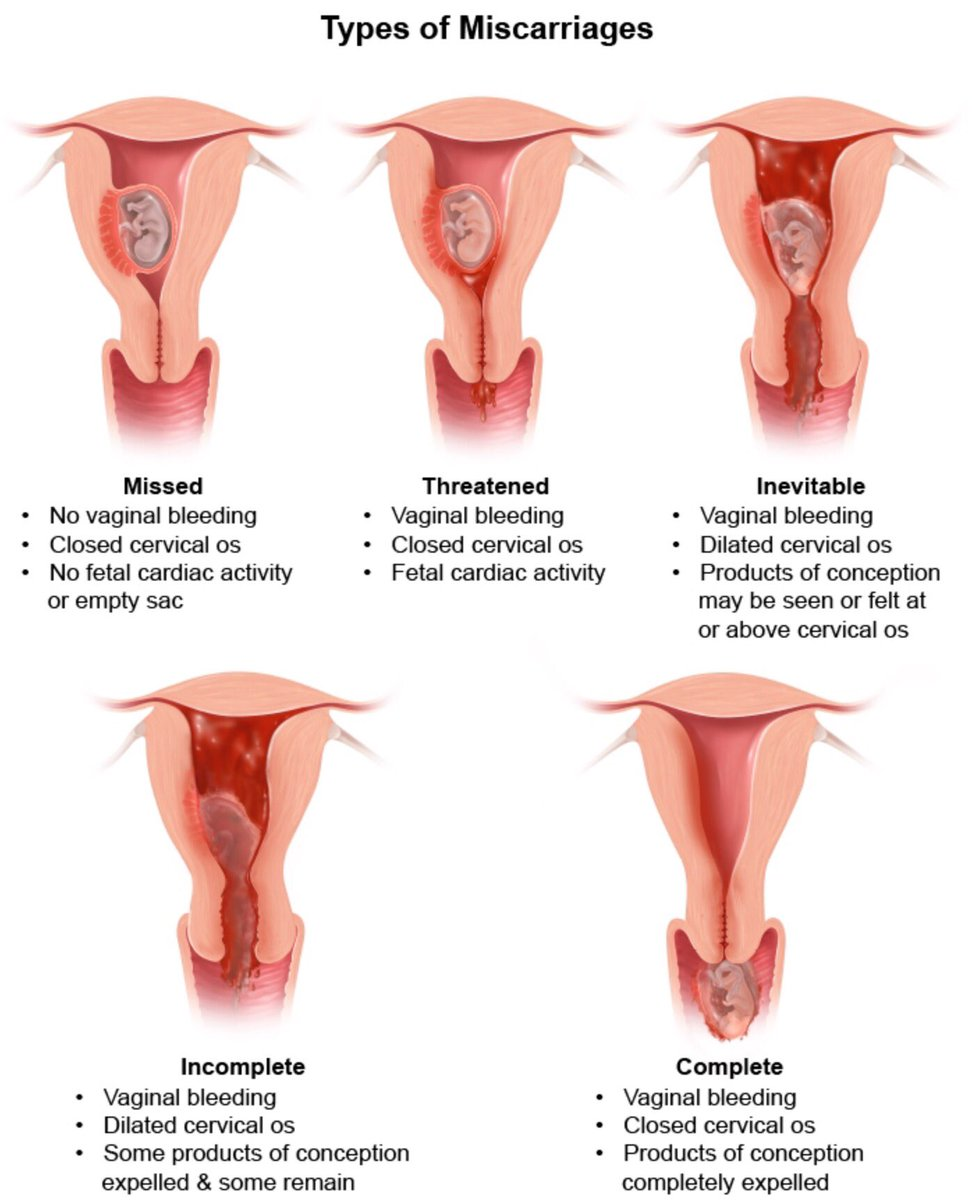 Types of Miscarriages
Missed
• No vaginal bleeding
• Closed cervical os
• No fetal cardiac activity
or empty sac
Threatened
• Vaginal bleeding
• Closed cervical os
• Fetal cardiac activity
Inevitable
• Vaginal bleeding
• Dilated cervical os
• Products of conception
may be seen or felt at
or above cervical os
Incomplete
• Vaginal bleeding
• Dilated cervical os
• Some products of conception
expelled & some remain
Complete
• Vaginal bleeding
• Closed cervical os
• Products of conception
completely expelled